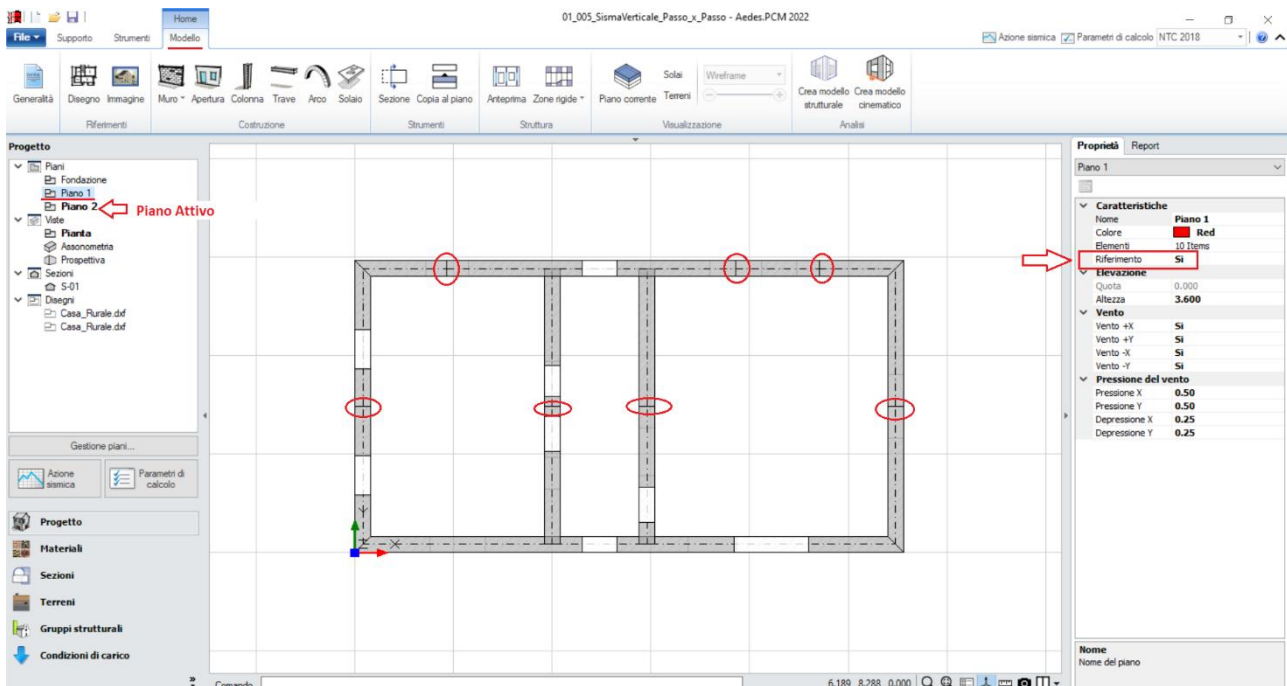 Home
01_005_SismaVerticale_Passo_x_Passo - Aedes.PCM 2022
File Supporto Strumenti Modello
Azione sismica Parametri di calcolo NTC 2018
Generalità Disegno Immagine Muro Apertura Colonna Trave Arco Solaio Sezione Copia al piano Anteprima Zone rigide Piano corrente Solai Wireframe
Terreni
Crea modello strutturale Crea modello cinematico
Riferimenti Costruzione Strumenti Struttura Visualizzazione Analisi
Progetto
Piani
Fondazione
Piano 1
Piano 2
Piano Attivo
Viste
Pianta
Assonometria
Prospettiva
Sezioni
S-01
Disegni
Casa_Rurale.dxf
Casa_Rurale.dxf
Gestione piani...
Azione sismica
Parametri di calcolo
Progetto
Materiali
Sezioni
Terreni
Gruppi strutturali
Condizioni di carico
Y
X
Comando
6.189 8.288 0.000
Proprietà Report
Piano 1
Caratteristiche
Nome Piano 1
Colore Red
Elementi 10 Items
Riferimento Si
Elevazione
Quota 0.000
Altezza 3.600
Vento
Vento +X Si
Vento +Y Si
Vento -X Si
Vento -Y Si
Pressione del vento
Pressione X 0.50
Pressione Y 0.50
Depressione X 0.25
Depressione Y 0.25
Nome
Nome del piano